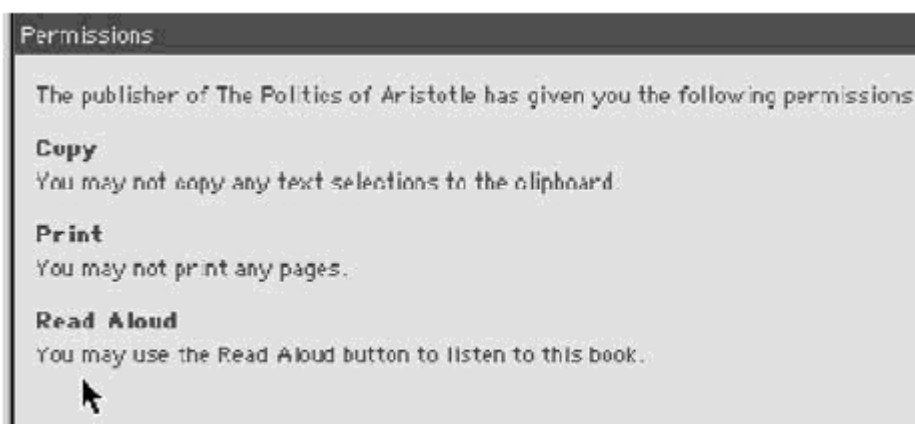 Permissions
The publisher of The Politics of Aristotle has given you the following permissions
Copy
You may not copy any text selections to the clipboard.
Print
You may not print any pages.
Read Aloud
You may use the Read Aloud button to listen to this book.